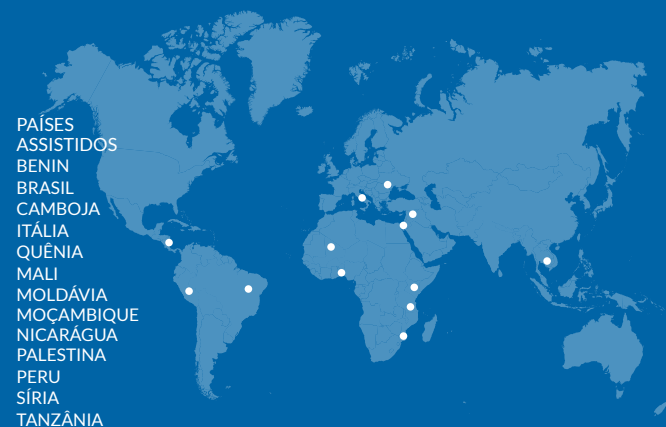 PAÍSES
ASSISTIDOS
BENIN
BRASIL
CAMBOJA
ITÁLIA
QUÊNIA
MALI
MOLDÁVIA
MOÇAMBIQUE
NICARÁGUA
PALESTINA
PERU
SÍRIA
TANZÂNIA